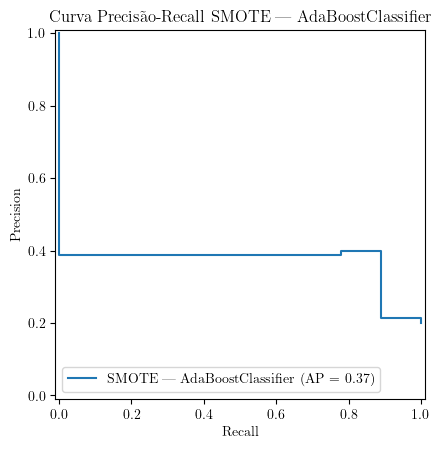 Curva Precisão-Recall SMOTE — AdaBoostClassifier
1.0
0.8
0.6
0.4
0.2
0.0
Precision
SMOTE — AdaBoostClassifier (AP = 0.37)
0.0 0.2 0.4 0.6 0.8 1.0
Recall